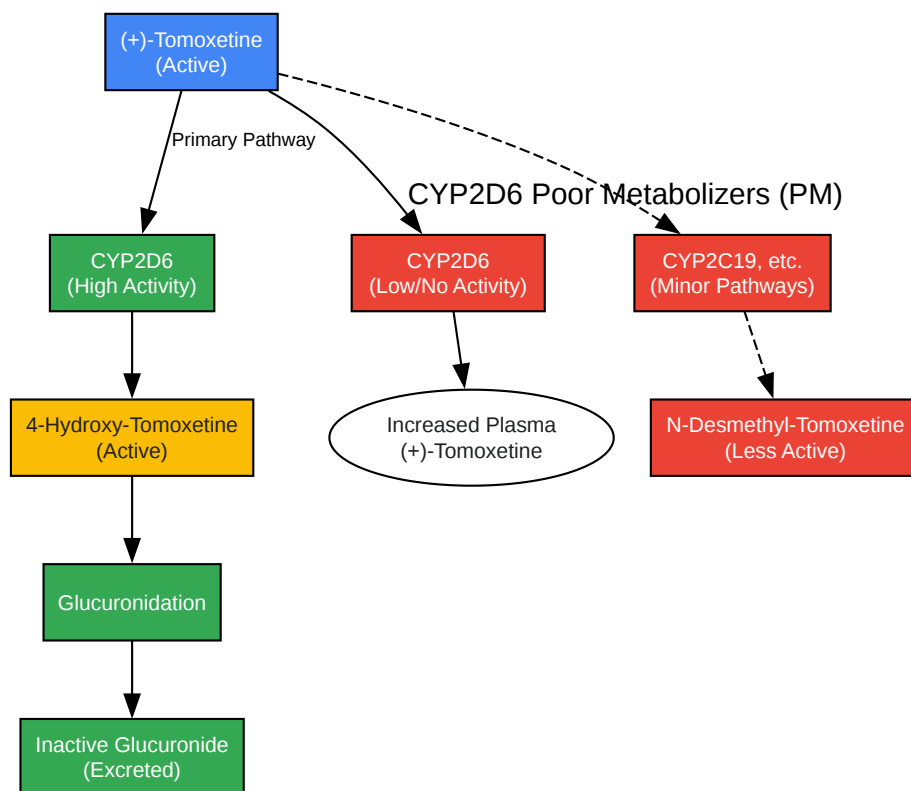 (+)-Tomoxetine
(Active)
Primary Pathway
CYP2D6 Poor Metabolizers (PM)
CYP2D6
(High Activity)
CYP2D6
(Low/No Activity)
CYP2C19, etc.
(Minor Pathways)
4-Hydroxy-Tomoxetine
(Active)
Increased Plasma
(+)-Tomoxetine
N-Desmethyl-Tomoxetine
(Less Active)
Glucuronidation
Inactive Glucuronide
(Excreted)